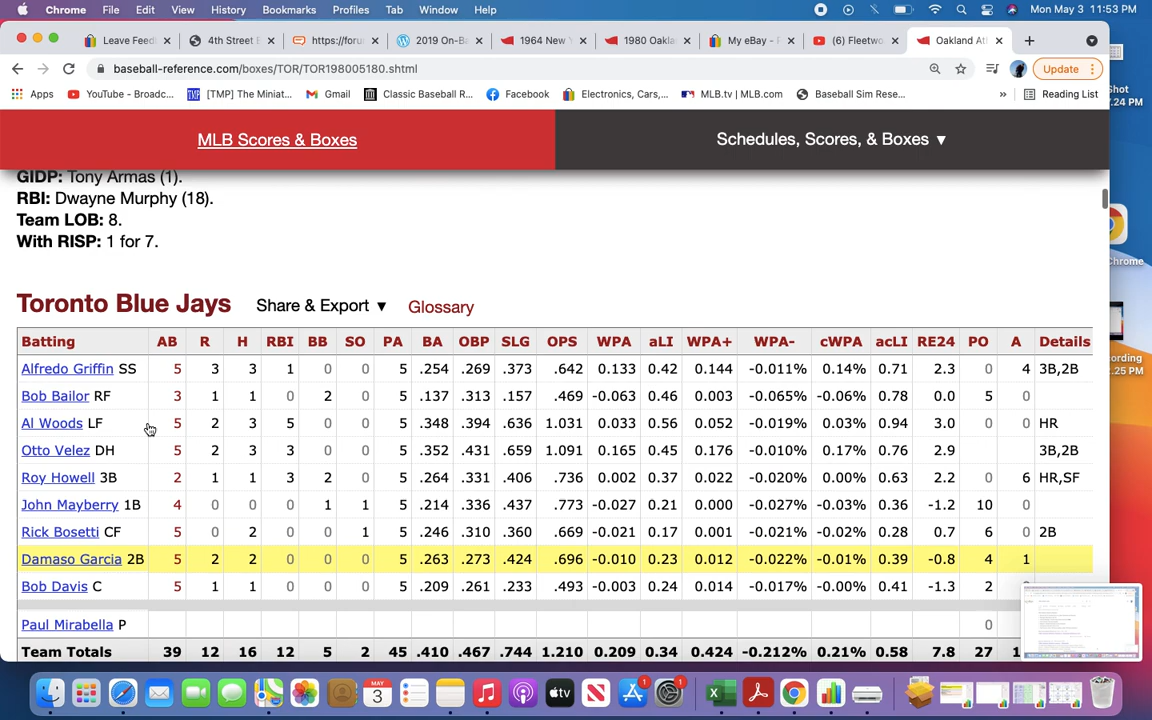 Chrome File Edit View History Bookmarks Profiles Tab Window Help Mon May 3 11:53 PM
Leave Feed 4th Street https://foru 2019 On-Ba 1964 New 1980 Oakla My eBay - (6) Fleetwo Oakland At
baseball-reference.com/boxes/TOR/TOR198005180.shtml Update
Apps YouTube - Broadc... [TMP] The Miniat... Gmail Classic Baseball R... Facebook Electronics, Cars,... MLB.tv | MLB.com Baseball Sim Rese... » Reading List
MLB Scores & Boxes Schedules, Scores, & Boxes ▼
GIDP: Tony Armas (1).
RBI: Dwayne Murphy (18).
Team LOB: 8.
With RISP: 1 for 7.
Toronto Blue Jays Share & Export ▼ Glossary
Batting AB R H RBI BB SO PA BA OBP SLG OPS WPA aLI WPA+ WPA- cWPA acLI RE24 PO A Details
Alfredo Griffin SS 5 3 3 1 0 0 5 .254 .269 .373 .642 0.133 0.42 0.144 -0.011% 0.14% 0.71 2.3 0 4 3B,2B
Bob Bailor RF 3 1 1 0 2 0 5 .137 .313 .157 .469 -0.063 0.46 0.003 -0.065% -0.06% 0.78 0.0 5 0
Al Woods LF 5 2 3 5 0 0 5 .348 .394 .636 1.031 0.033 0.56 0.052 -0.019% 0.03% 0.94 3.0 0 0 HR
Otto Velez DH 5 2 3 3 0 0 5 .352 .431 .659 1.091 0.165 0.45 0.176 -0.010% 0.17% 0.76 2.9 3B,2B
Roy Howell 3B 2 1 1 3 2 0 5 .264 .331 .406 .736 0.002 0.37 0.022 -0.020% 0.00% 0.63 2.2 0 6 HR,SF
John Mayberry 1B 4 0 0 0 1 1 5 .214 .336 .437 .773 -0.027 0.21 0.000 -0.027% -0.03% 0.36 -1.2 10 0
Rick Bosetti CF 5 0 2 0 0 1 5 .246 .310 .360 .669 -0.021 0.17 0.001 -0.021% -0.02% 0.28 0.7 6 0 2B
Damaso Garcia 2B 5 2 2 0 0 0 5 .263 .273 .424 .696 -0.010 0.23 0.012 -0.022% -0.01% 0.39 -0.8 4 1
Bob Davis C 5 1 1 0 0 0 5 .209 .261 .233 .493 -0.003 0.24 0.014 -0.017% -0.00% 0.41 -1.3 2
Paul Mirabella P 0
Team Totals 39 12 16 12 5 2 45 .410 .467 .744 1.210 0.209 0.34 0.424 -0.212% 0.21% 0.58 7.8 27